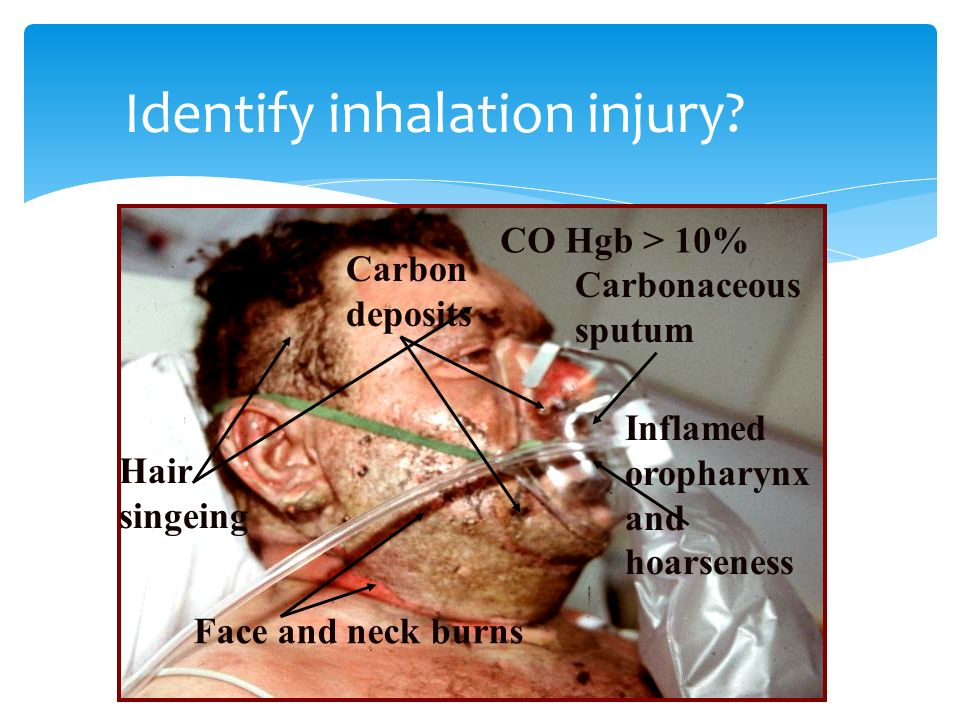 Identify inhalation injury?
CO Hgb > 10%
Carbon
deposits
Carbonaceous
sputum
Inflamed
oropharynx
and
hoarseness
Hair
singeing
Face and neck burns